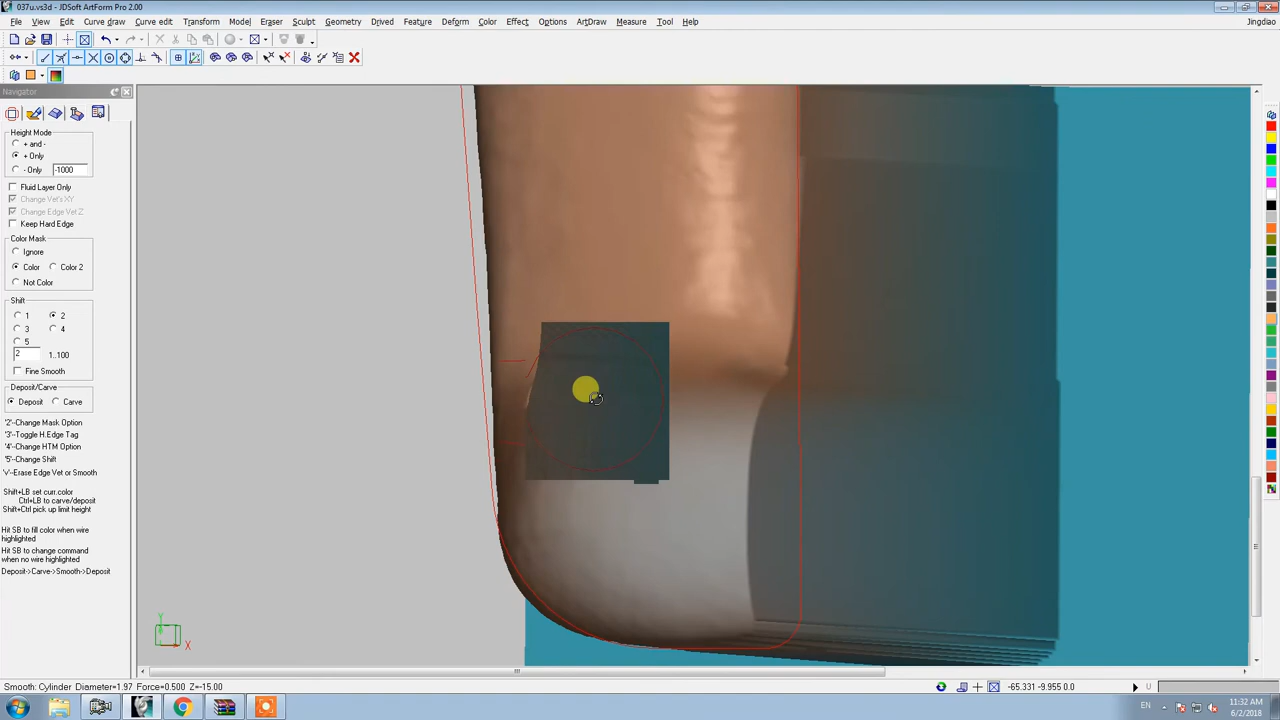 037u.vs3d - JDSoft ArtForm Pro 2.00
File View Edit Curve draw Curve edit Transform Model Eraser Sculpt Geometry Drived Feature Deform Color Effect Options ArtDraw Measure Tool Help Jingdiao
Navigator
Height Mode
+ and -
+ Only
- Only -1000
Fluid Layer Only
Change Vet's XY
Change Edge Vet Z
Keep Hard Edge
Color Mask
Ignore
Color Color 2
Not Color
Shift
1 2
3 4
5
2 1..100
Fine Smooth
Deposit/Carve
Deposit Carve
'2'--Change Mask Option
'3'--Toggle H.Edge Tag
'4'--Change HTM Option
'5'--Change Shift
'v'--Erase Edge Vet or Smooth
Shift+LB set curr.color
Ctrl+LB to carve/deposit
Shift+Ctrl pick up limit height
Hit SB to fill color when wire
highlighted
Hit SB to change command
when no wire highlighted
Deposit->Carve->Smooth->Deposit
Y
X
Smooth: Cylinder Diameter=1.97 Force=0.500 Z=-15.00
-65.331 -9.955 0.0
U
EN
11:32 AM
6/2/2018